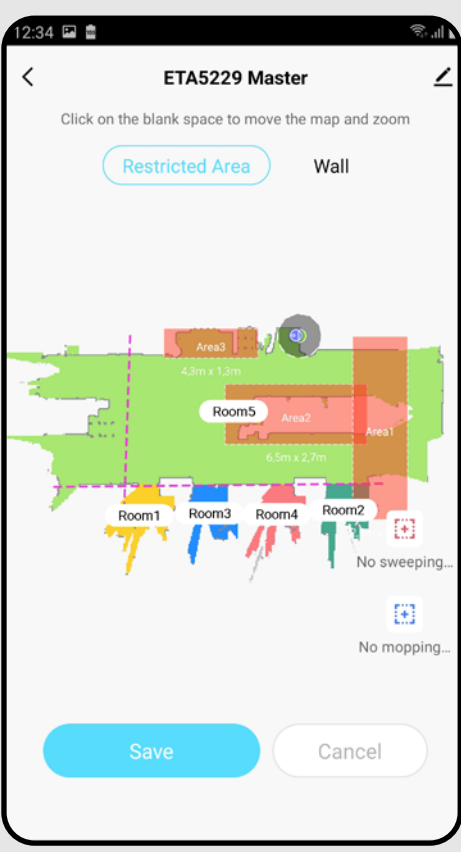 12:34
ETA5229 Master
Click on the blank space to move the map and zoom
Restricted Area
Wall
Area3
4,3m x 1,3m
Room5
Area2
Area1
6,5m x 2,7m
Room1
Room3
Room4
Room2
No sweeping...
No mopping...
Save
Cancel